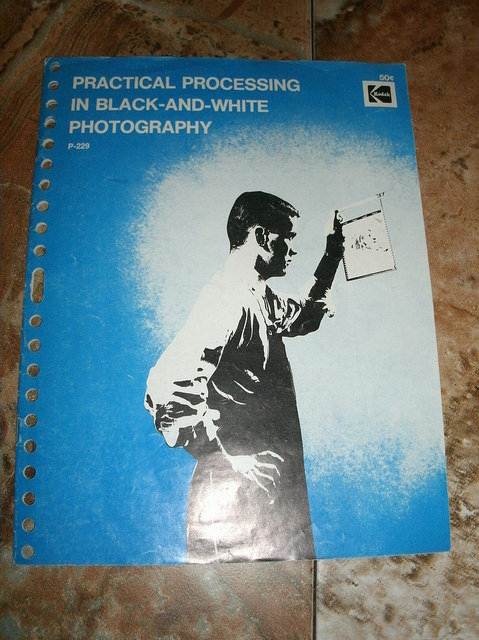 PRACTICAL PROCESSING
IN BLACK-AND-WHITE
PHOTOGRAPHY
P-229
50¢
Kodak